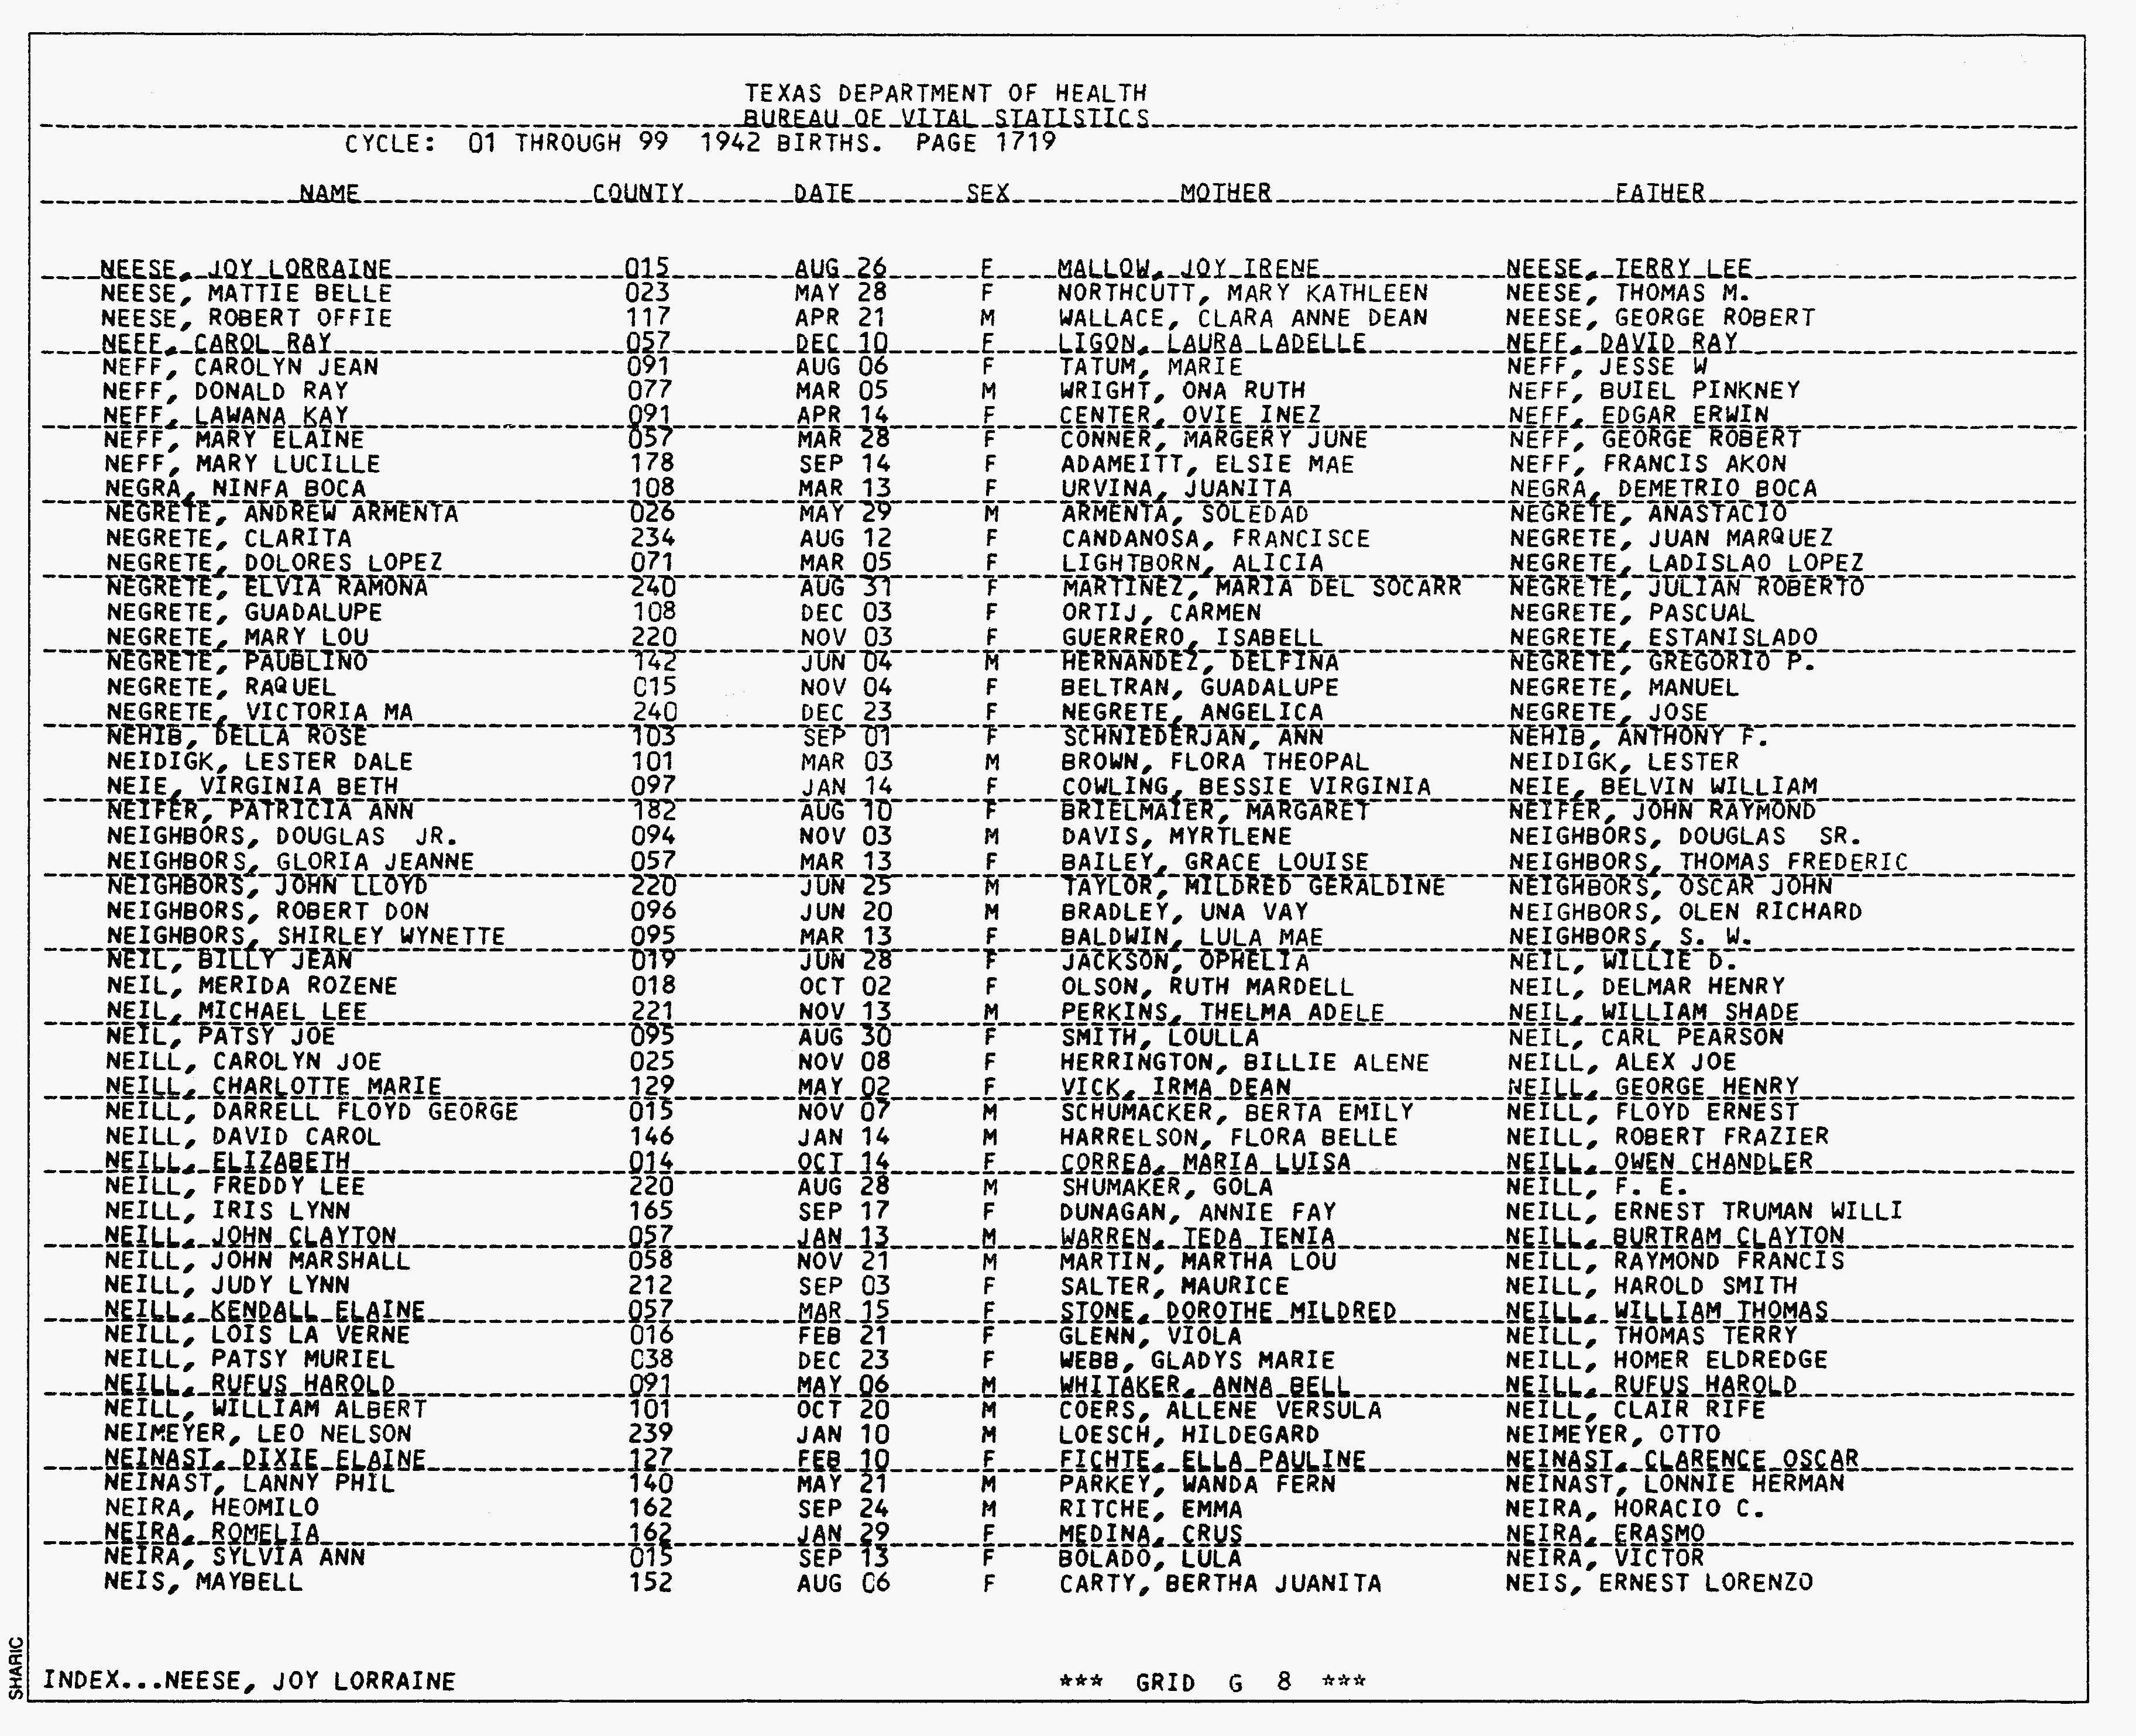 TEXAS DEPARTMENT OF HEALTH
BUREAU OF VITAL STATISTICS
CYCLE: 01 THROUGH 99 1942 BIRTHS. PAGE 1719
NAME COUNTY DATE SEX MOTHER FATHER
NEESE, JOY LORRAINE 015 AUG 26 F MALLOW, JOY IRENE NEESE, TERRY LEE
NEESE, MATTIE BELLE 023 MAY 28 F NORTHCUTT, MARY KATHLEEN NEESE, THOMAS M.
NEESE, ROBERT OFFIE 117 APR 21 M WALLACE, CLARA ANNE DEAN NEESE, GEORGE ROBERT
NEFF, CAROL RAY 057 DEC 10 F LIGON, LAURA LADELLE NEFF, DAVID RAY
NEFF, CAROLYN JEAN 091 AUG 06 F TATUM, MARIE NEFF, JESSE W
NEFF, DONALD RAY 077 MAR 05 M WRIGHT, ONA RUTH NEFF, BUIEL PINKNEY
NEFF, LAWANA KAY 091 APR 14 F CENTER, OVIE INEZ NEFF, EDGAR ERWIN
NEFF, MARY ELAINE 057 MAR 28 F CONNER, MARGERY JUNE NEFF, GEORGE ROBERT
NEFF, MARY LUCILLE 178 SEP 14 F ADAMEITT, ELSIE MAE NEFF, FRANCIS AKON
NEGRA, NINFA BOCA 108 MAR 13 F URVINA, JUANITA NEGRA, DEMETRIO BOCA
NEGRETE, ANDREW ARMENTA 026 MAY 29 M ARMENTA, SOLEDAD NEGRETE, ANASTACIO
NEGRETE, CLARITA 234 AUG 12 F CANDANOSA, FRANCISCE NEGRETE, JUAN MARQUEZ
NEGRETE, DOLORES LOPEZ 071 MAR 05 F LIGHTBORN, ALICIA NEGRETE, LADISLAO LOPEZ
NEGRETE, ELVIA RAMONA 240 AUG 31 F MARTINEZ, MARIA DEL SOCARR NEGRETE, JULIAN ROBERTO
NEGRETE, GUADALUPE 108 DEC 03 F ORTIJ, CARMEN NEGRETE, PASCUAL
NEGRETE, MARY LOU 220 NOV 03 F GUERRERO, ISABELL NEGRETE, ESTANISLADO
NEGRETE, PAUBLINO 142 JUN 04 M HERNANDEZ, DELFINA NEGRETE, GREGORIO P.
NEGRETE, RAQUEL 015 NOV 04 F BELTRAN, GUADALUPE NEGRETE, MANUEL
NEGRETE, VICTORIA MA 240 DEC 23 F NEGRETE, ANGELICA NEGRETE, JOSE
NEHIB, DELLA ROSE 103 SEP 01 F SCHNIEDERJAN, ANN NEHIB, ANTHONY F.
NEIDIGK, LESTER DALE 101 MAR 03 M BROWN, FLORA THEOPAL NEIDIGK, LESTER
NEIE, VIRGINIA BETH 097 JAN 14 F COWLING, BESSIE VIRGINIA NEIE, BELVIN WILLIAM
NEIFER, PATRICIA ANN 182 AUG 10 F BRIELMAIER, MARGARET NEIFER, JOHN RAYMOND
NEIGHBORS, DOUGLAS JR. 094 NOV 03 M DAVIS, MYRTLENE NEIGHBORS, DOUGLAS SR.
NEIGHBORS, GLORIA JEANNE 057 MAR 13 F BAILEY, GRACE LOUISE NEIGHBORS, THOMAS FREDERIC
NEIGHBORS, JOHN LLOYD 220 JUN 25 M TAYLOR, MILDRED GERALDINE NEIGHBORS, OSCAR JOHN
NEIGHBORS, ROBERT DON 096 JUN 20 M BRADLEY, UNA VAY NEIGHBORS, OLEN RICHARD
NEIGHBORS, SHIRLEY WYNETTE 095 MAR 13 F BALDWIN, LULA MAE NEIGHBORS, S. W.
NEIL, BILLY JEAN 019 JUN 28 F JACKSON, OPHELIA NEIL, WILLIE D.
NEIL, MERIDA ROZENE 018 OCT 02 F OLSON, RUTH MARDELL NEIL, DELMAR HENRY
NEIL, MICHAEL LEE 221 NOV 13 M PERKINS, THELMA ADELE NEIL, WILLIAM SHADE
NEIL, PATSY JOE 095 AUG 30 F SMITH, LOULLA NEIL, CARL PEARSON
NEILL, CAROLYN JOE 025 NOV 08 F HERRINGTON, BILLIE ALENE NEILL, ALEX JOE
NEILL, CHARLOTTE MARIE 129 MAY 02 F VICK, IRMA DEAN NEILL, GEORGE HENRY
NEILL, DARRELL FLOYD GEORGE 015 NOV 07 M SCHUMACKER, BERTA EMILY NEILL, FLOYD ERNEST
NEILL, DAVID CAROL 146 JAN 14 M HARRELSON, FLORA BELLE NEILL, ROBERT FRAZIER
NEILL, ELIZABETH 014 OCT 14 F CORREA, MARIA LUISA NEILL, OWEN CHANDLER
NEILL, FREDDY LEE 220 AUG 28 M SHUMAKER, GOLA NEILL, F. E.
NEILL, IRIS LYNN 165 SEP 17 F DUNAGAN, ANNIE FAY NEILL, ERNEST TRUMAN WILLI
NEILL, JOHN CLAYTON 057 JAN 13 M WARREN, TEDA TENIA NEILL, BURTRAM CLAYTON
NEILL, JOHN MARSHALL 058 NOV 21 M MARTIN, MARTHA LOU NEILL, RAYMOND FRANCIS
NEILL, JUDY LYNN 212 SEP 03 F SALTER, MAURICE NEILL, HAROLD SMITH
NEILL, KENDALL ELAINE 057 MAR 15 F STONE, DOROTHE MILDRED NEILL, WILLIAM THOMAS
NEILL, LOIS LA VERNE 016 FEB 21 F GLENN, VIOLA NEILL, THOMAS TERRY
NEILL, PATSY MURIEL 038 DEC 23 F WEBB, GLADYS MARIE NEILL, HOMER ELDREDGE
NEILL, RUFUS HAROLD 091 MAY 06 M WHITAKER, ANNA BELL NEILL, RUFUS HAROLD
NEILL, WILLIAM ALBERT 101 OCT 20 M COERS, ALLENE VERSULA NEILL, CLAIR RIFE
NEIMEYER, LEO NELSON 239 JAN 10 M LOESCH, HILDEGARD NEIMEYER, OTTO
NEINAST, DIXIE ELAINE 127 FEB 10 F FICHTE, ELLA PAULINE NEINAST, CLARENCE OSCAR
NEINAST, LANNY PHIL 140 MAY 21 M PARKEY, WANDA FERN NEINAST, LONNIE HERMAN
NEIRA, HEOMILO 162 SEP 24 M RITCHE, EMMA NEIRA, HORACIO C.
NEIRA, ROMELIA 162 JAN 29 F MEDINA, CRUS NEIRA, ERASMO
NEIRA, SYLVIA ANN 015 SEP 13 F BOLADO, LULA NEIRA, VICTOR
NEIS, MAYBELL 152 AUG 06 F CARTY, BERTHA JUANITA NEIS, ERNEST LORENZO
SHARIC
INDEX...NEESE, JOY LORRAINE *** GRID G 8 ***